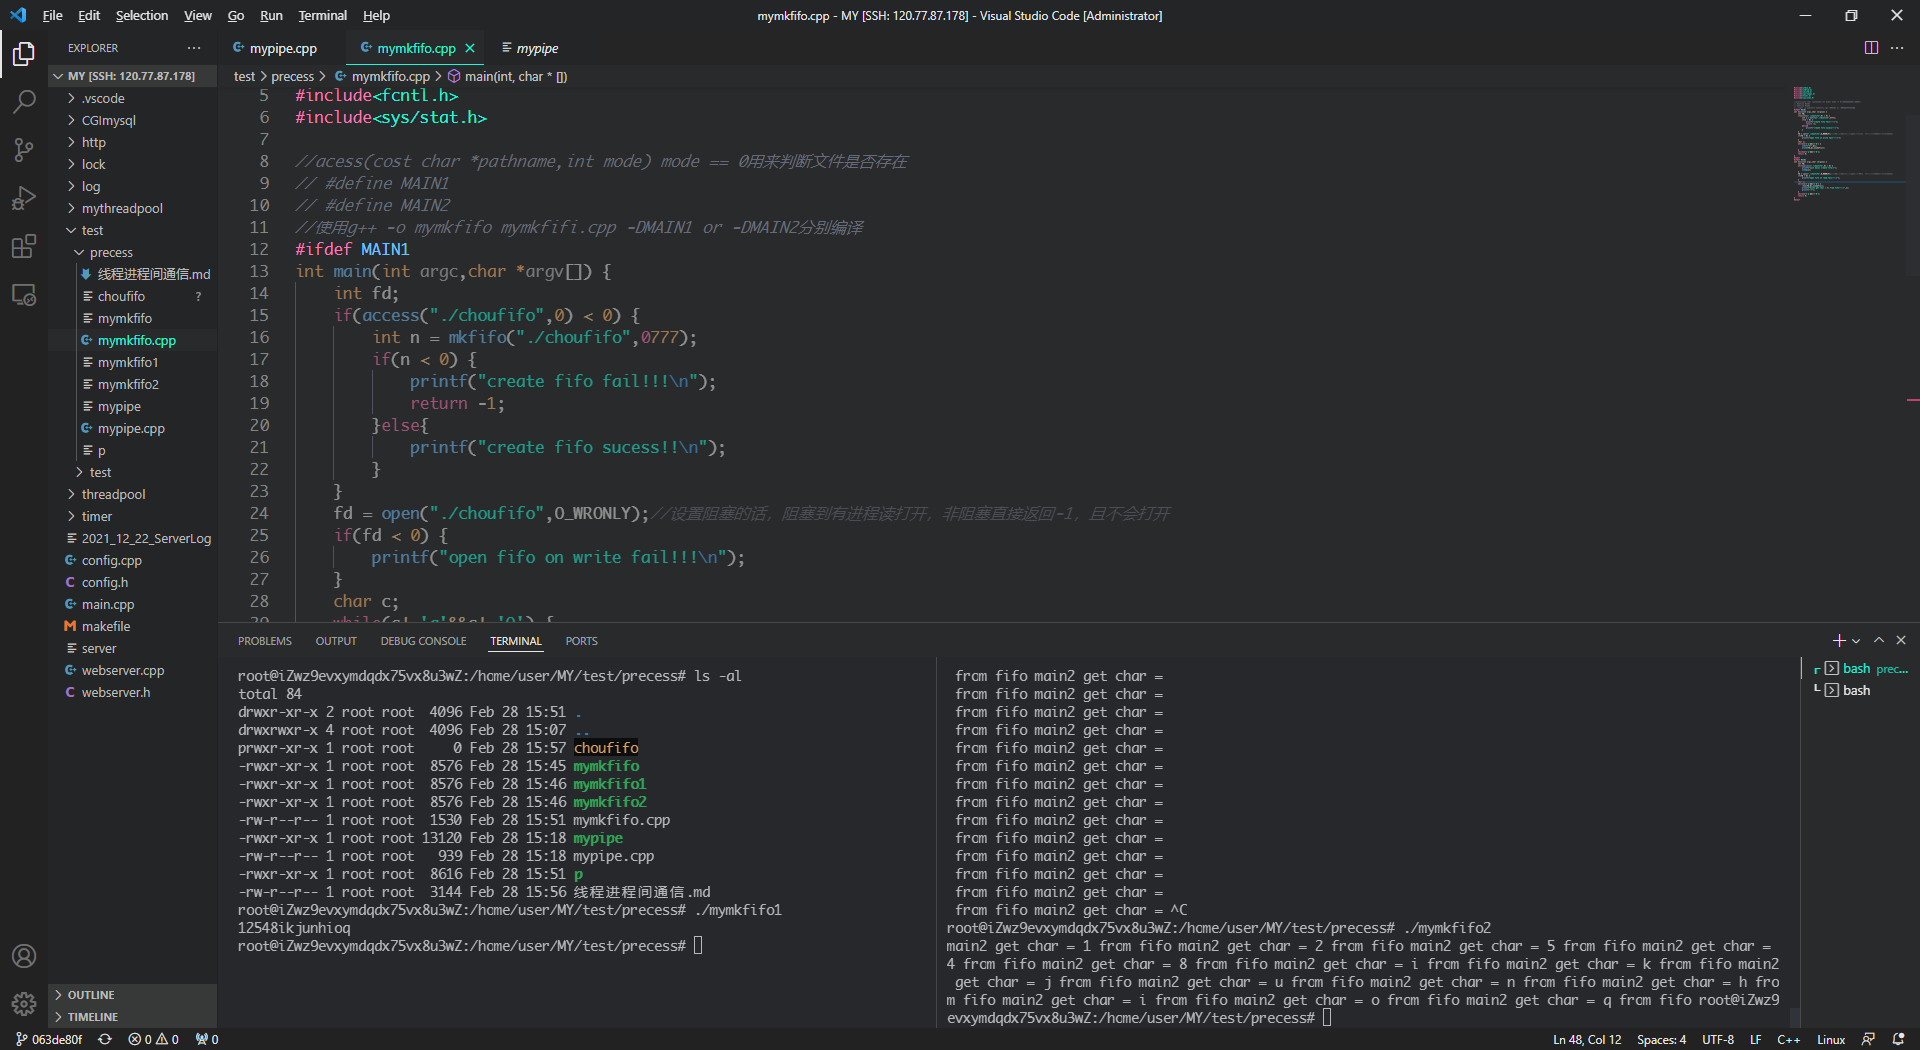 File Edit Selection View Go Run Terminal Help
mymkfifo.cpp - MY [SSH: 120.77.87.178] - Visual Studio Code [Administrator]
EXPLORER
MY [SSH: 120.77.87.178]
.vscode
CGImysql
http
lock
log
mythreadpool
test
precess
线程进程间通信.md
choufifo ?
mymkfifo
mymkfifo.cpp
mymkfifo1
mymkfifo2
mypipe
mypipe.cpp
p
test
threadpool
timer
2021_12_22_ServerLog
config.cpp
config.h
main.cpp
makefile
server
webserver.cpp
webserver.h
OUTLINE
TIMELINE
mypipe.cpp mymkfifo.cpp mypipe
test > precess > mymkfifo.cpp > main(int, char * [])
5 #include<fcntl.h>
6 #include<sys/stat.h>
7
8 //acess(cost char *pathname,int mode) mode == 0用来判断文件是否存在
9 // #define MAIN1
10 // #define MAIN2
11 //使用g++ -o mymkfifo mymkfifi.cpp -DMAIN1 or -DMAIN2分别编译
12 #ifdef MAIN1
13 int main(int argc,char *argv[]) {
14 int fd;
15 if(access("./choufifo",0) < 0) {
16 int n = mkfifo("./choufifo",0777);
17 if(n < 0) {
18 printf("create fifo fail!!!\n");
19 return -1;
20 }else{
21 printf("create fifo sucess!!\n");
22 }
23 }
24 fd = open("./choufifo",O_WRONLY);//设置阻塞的话，阻塞到有进程读打开，非阻塞直接返回-1，且不会打开
25 if(fd < 0) {
26 printf("open fifo on write fail!!!\n");
27 }
28 char c;
PROBLEMS OUTPUT DEBUG CONSOLE TERMINAL PORTS
root@iZwz9evxymdqdx75vx8u3wZ:/home/user/MY/test/precess# ls -al
total 84
drwxr-xr-x 2 root root 4096 Feb 28 15:51 .
drwxrwxr-x 4 root root 4096 Feb 28 15:07 ..
prwxr-xr-x 1 root root 0 Feb 28 15:57 choufifo
-rwxr-xr-x 1 root root 8576 Feb 28 15:45 mymkfifo
-rwxr-xr-x 1 root root 8576 Feb 28 15:46 mymkfifo1
-rwxr-xr-x 1 root root 8576 Feb 28 15:46 mymkfifo2
-rw-r--r-- 1 root root 1530 Feb 28 15:51 mymkfifo.cpp
-rwxr-xr-x 1 root root 13120 Feb 28 15:18 mypipe
-rw-r--r-- 1 root root 939 Feb 28 15:18 mypipe.cpp
-rwxr-xr-x 1 root root 8616 Feb 28 15:51 p
-rw-r--r-- 1 root root 3144 Feb 28 15:56 线程进程间通信.md
root@iZwz9evxymdqdx75vx8u3wZ:/home/user/MY/test/precess# ./mymkfifo1
12548ikjunhioq
root@iZwz9evxymdqdx75vx8u3wZ:/home/user/MY/test/precess#
from fifo main2 get char =
from fifo main2 get char =
from fifo main2 get char =
from fifo main2 get char =
from fifo main2 get char =
from fifo main2 get char =
from fifo main2 get char =
from fifo main2 get char =
from fifo main2 get char =
from fifo main2 get char =
from fifo main2 get char =
from fifo main2 get char =
from fifo main2 get char =
from fifo main2 get char = ^C
root@iZwz9evxymdqdx75vx8u3wZ:/home/user/MY/test/precess# ./mymkfifo2
main2 get char = 1 from fifo main2 get char = 2 from fifo main2 get char = 5 from fifo main2 get char =
4 from fifo main2 get char = 8 from fifo main2 get char = i from fifo main2 get char = k from fifo main2
get char = j from fifo main2 get char = u from fifo main2 get char = n from fifo main2 get char = h fro
m fifo main2 get char = i from fifo main2 get char = o from fifo main2 get char = q from fifo root@iZwz9
evxymdqdx75vx8u3wZ:/home/user/MY/test/precess#
bash prec...
bash
063de80f 0 0 0
Ln 48, Col 12 Spaces: 4 UTF-8 LF C++ Linux